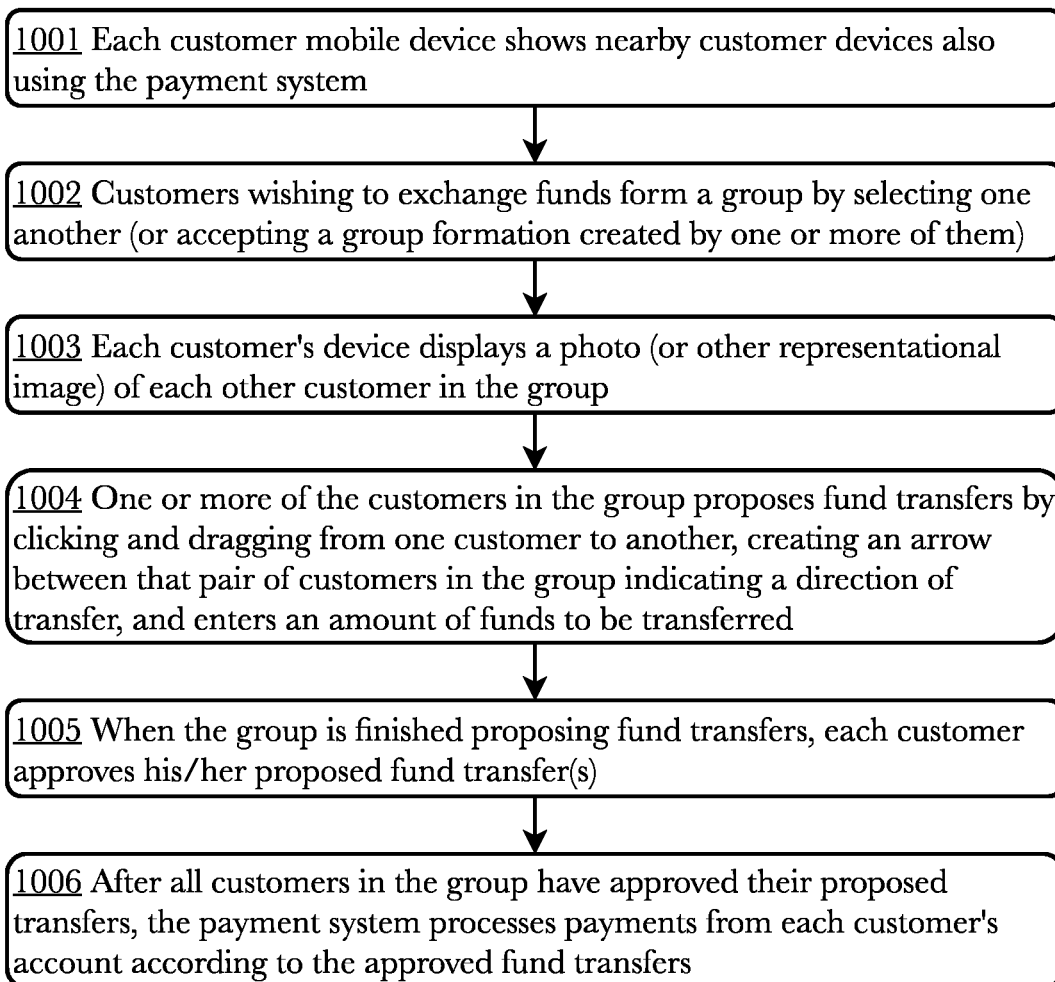 1001 Each customer mobile device shows nearby customer devices also
using the payment system
1002 Customers wishing to exchange funds form a group by selecting one
another (or accepting a group formation created by one or more of them)
1003 Each customer's device displays a photo (or other representational
image) of each other customer in the group
1004 One or more of the customers in the group proposes fund transfers by
clicking and dragging from one customer to another, creating an arrow
between that pair of customers in the group indicating a direction of
transfer, and enters an amount of funds to be transferred
1005 When the group is finished proposing fund transfers, each customer
approves his/her proposed fund transfer(s)
1006 After all customers in the group have approved their proposed
transfers, the payment system processes payments from each customer's
account according to the approved fund transfers